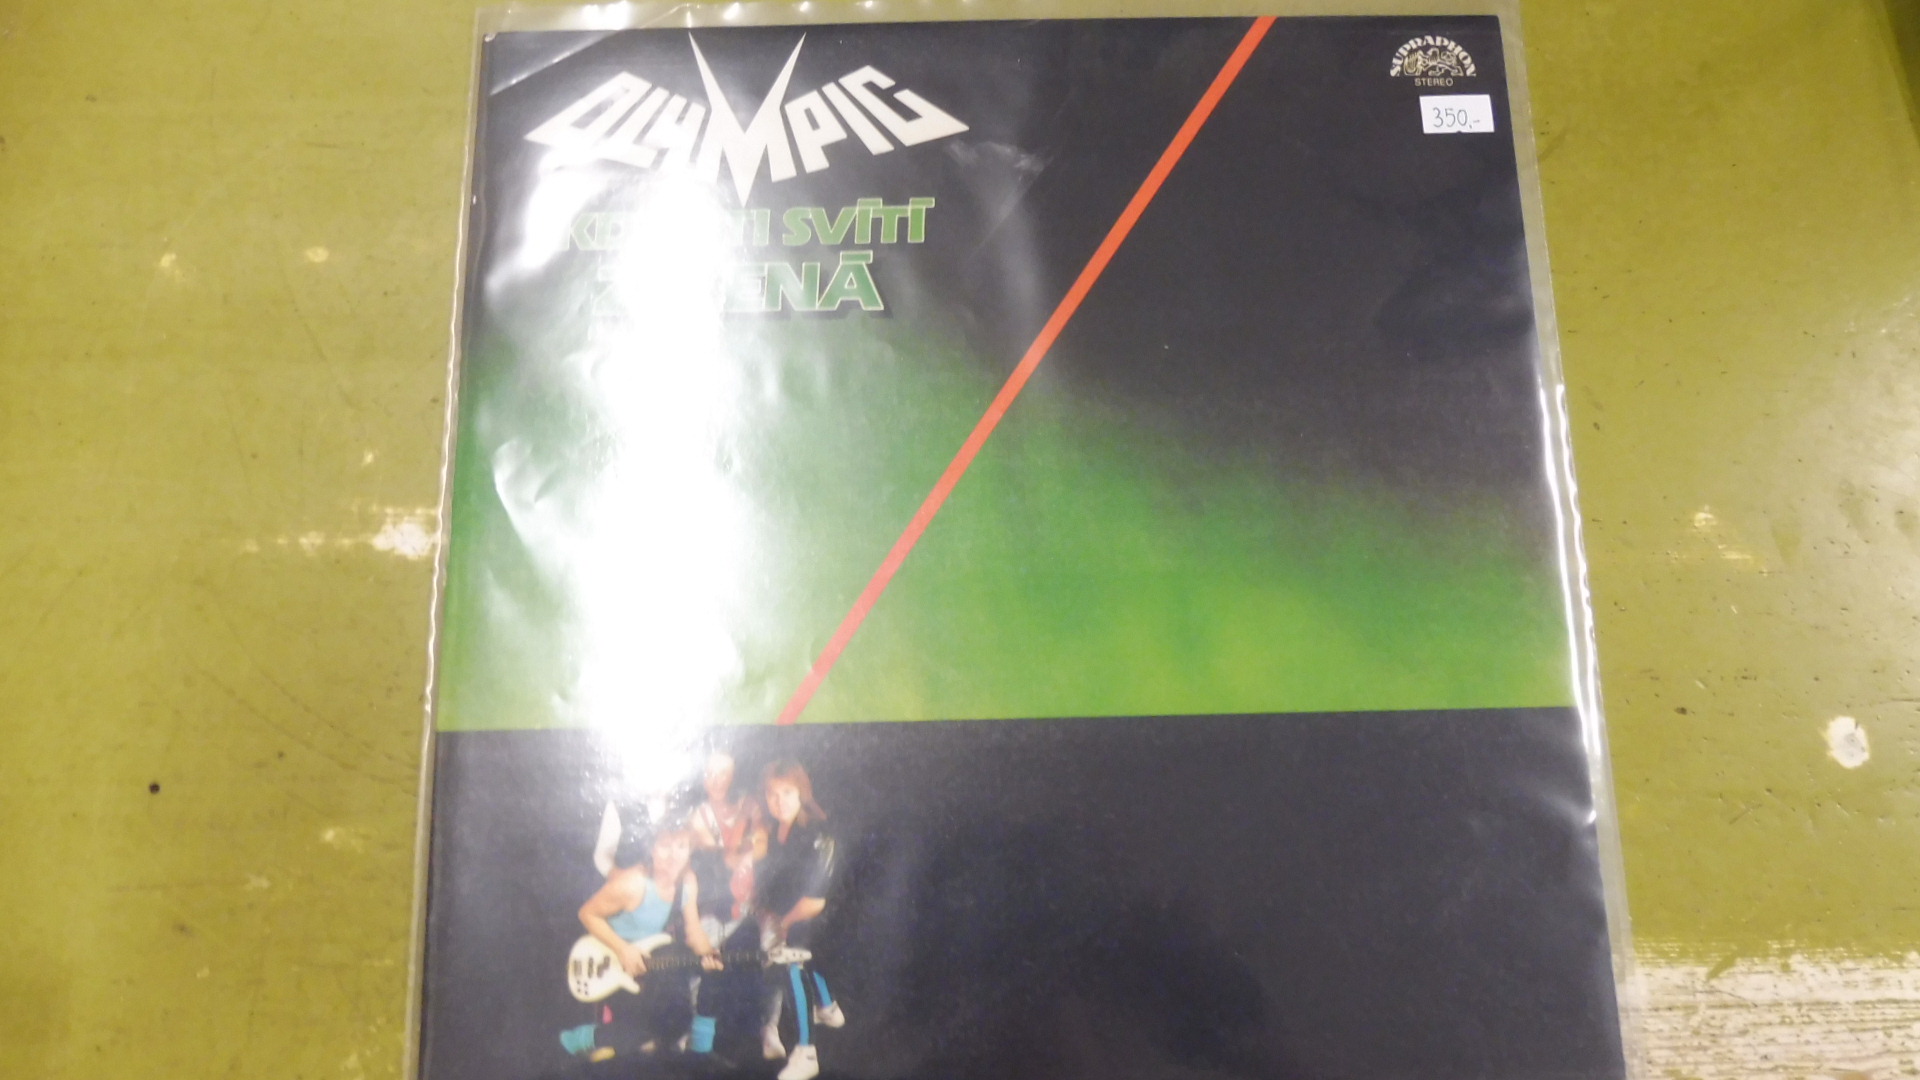 OLYMPIC
SVÍTÍ
SUPRAPHON
STEREO
350,-